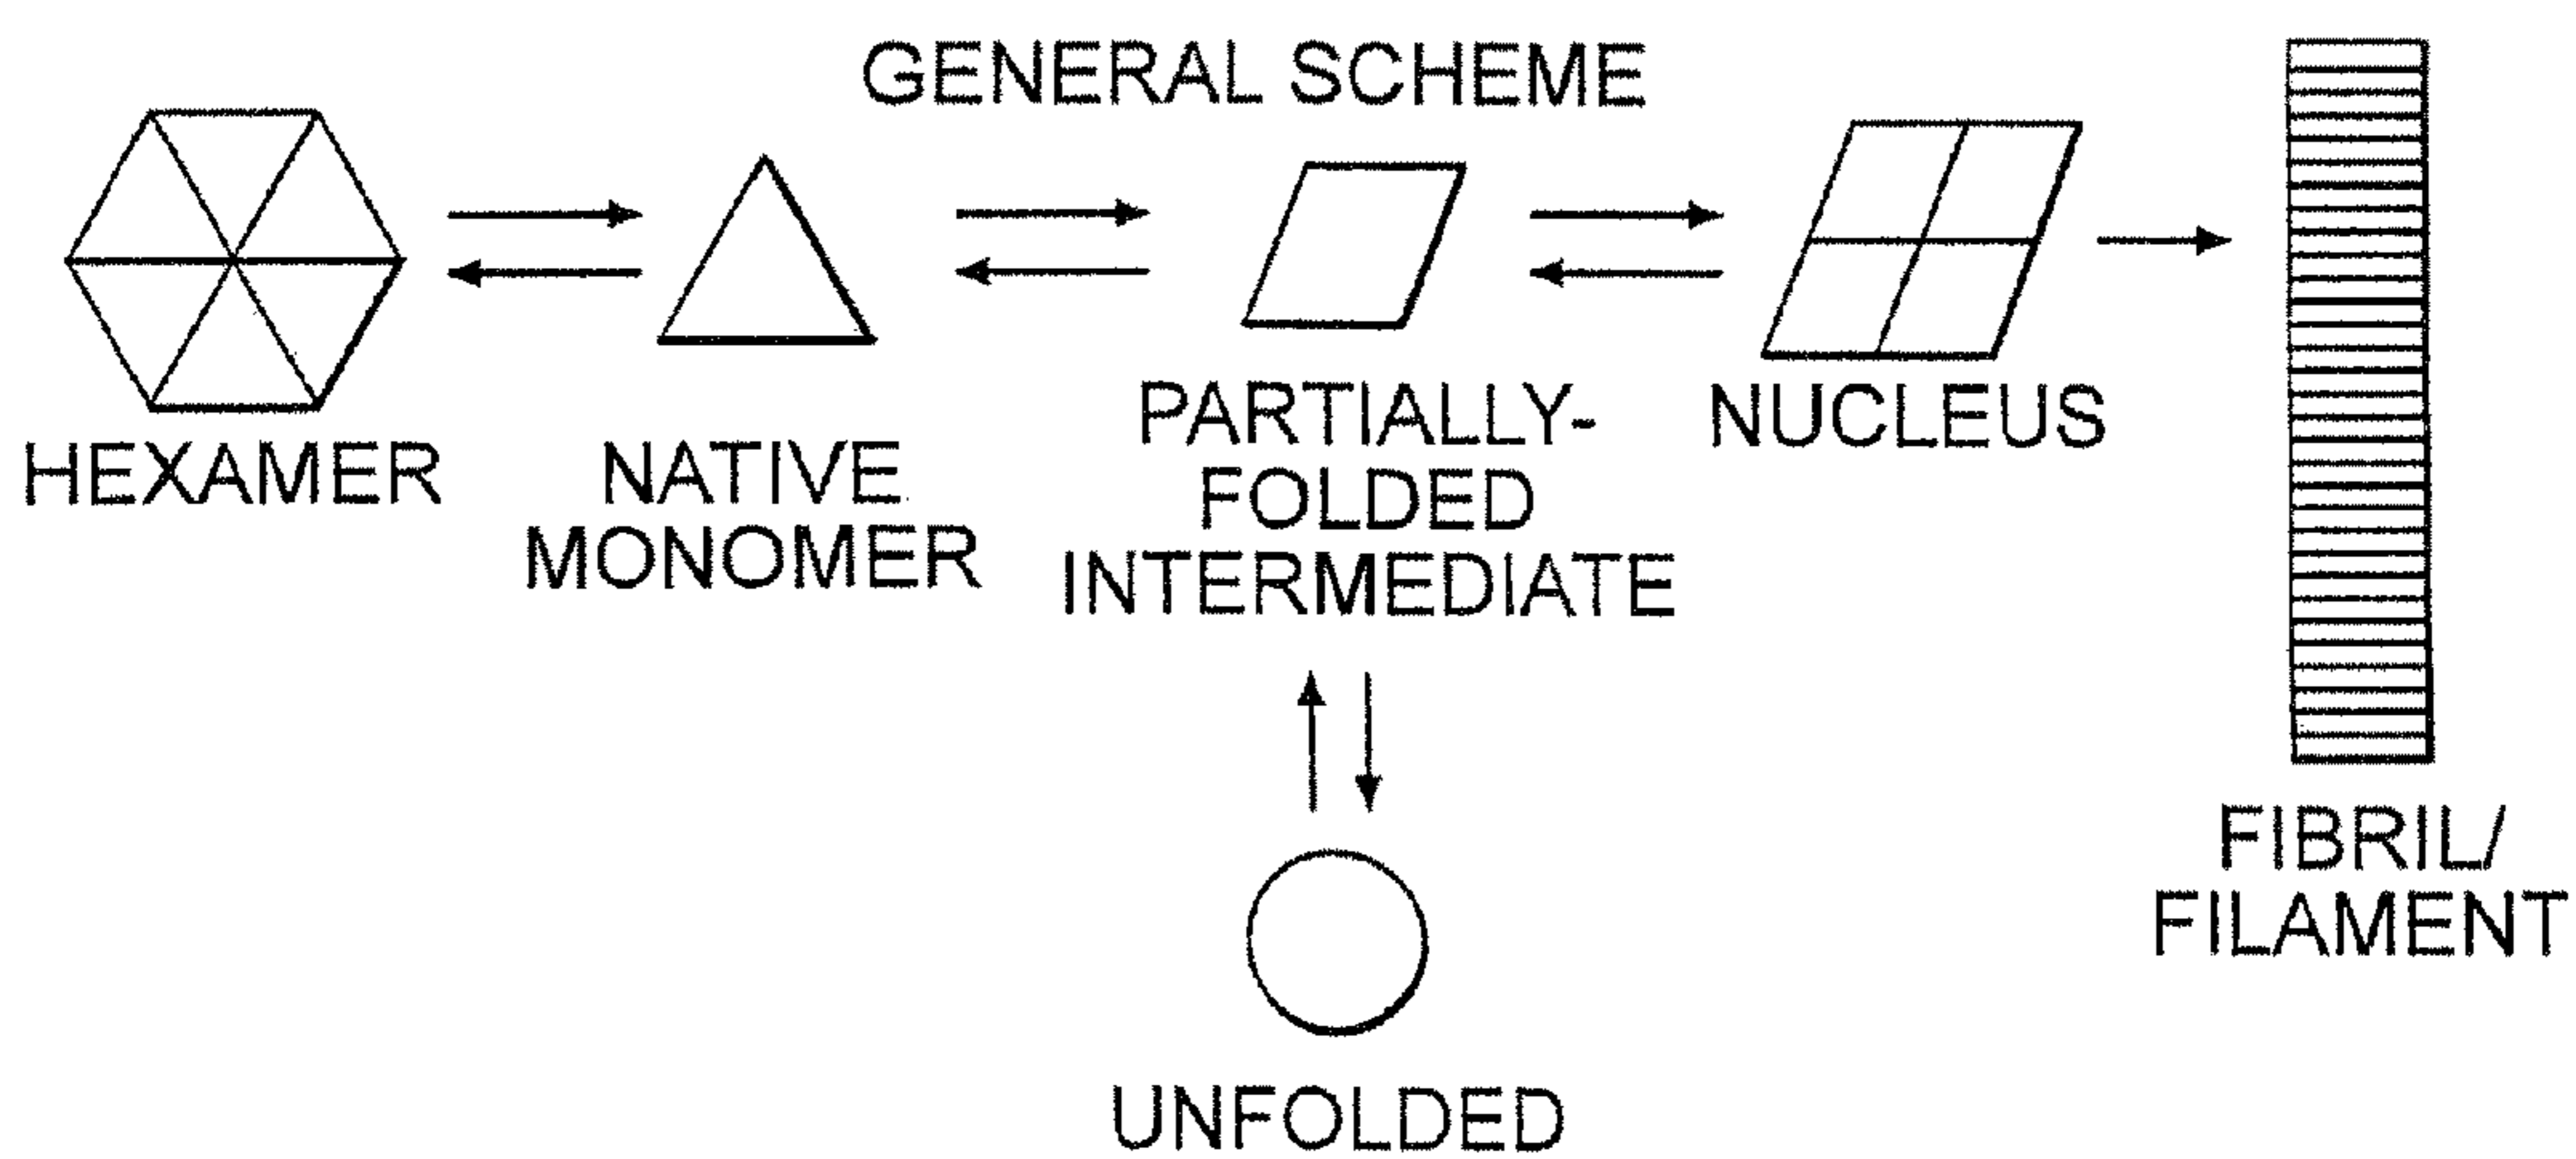 GENERAL SCHEME
HEXAMER
NATIVE
MONOMER
PARTIALLY-
FOLDED
INTERMEDIATE
NUCLEUS
UNFOLDED
FIBRIL/
FILAMENT